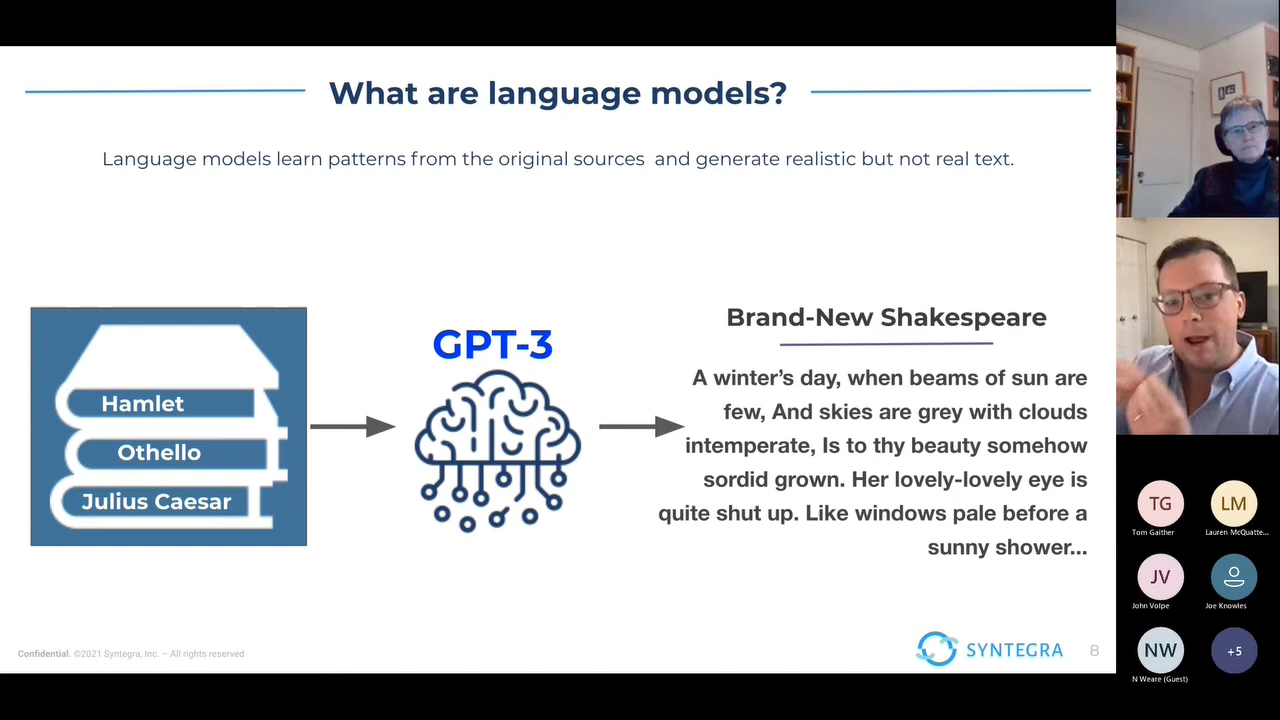 What are language models?
Language models learn patterns from the original sources and generate realistic but not real text.
Hamlet
Othello
Julius Caesar
GPT-3
Brand-New Shakespeare
A winter’s day, when beams of sun are
few, And skies are grey with clouds
intemperate, Is to thy beauty somehow
sordid grown. Her lovely-lovely eye is
quite shut up. Like windows pale before a
sunny shower...
Confidential. ©2021 Syntegra, Inc. – All rights reserved
SYNTEGRA
8
TG
Tom Gaither
LM
Lauren McQuatte...
JV
John Volpe
Joe Knowles
NW
N Weare (Guest)
+5